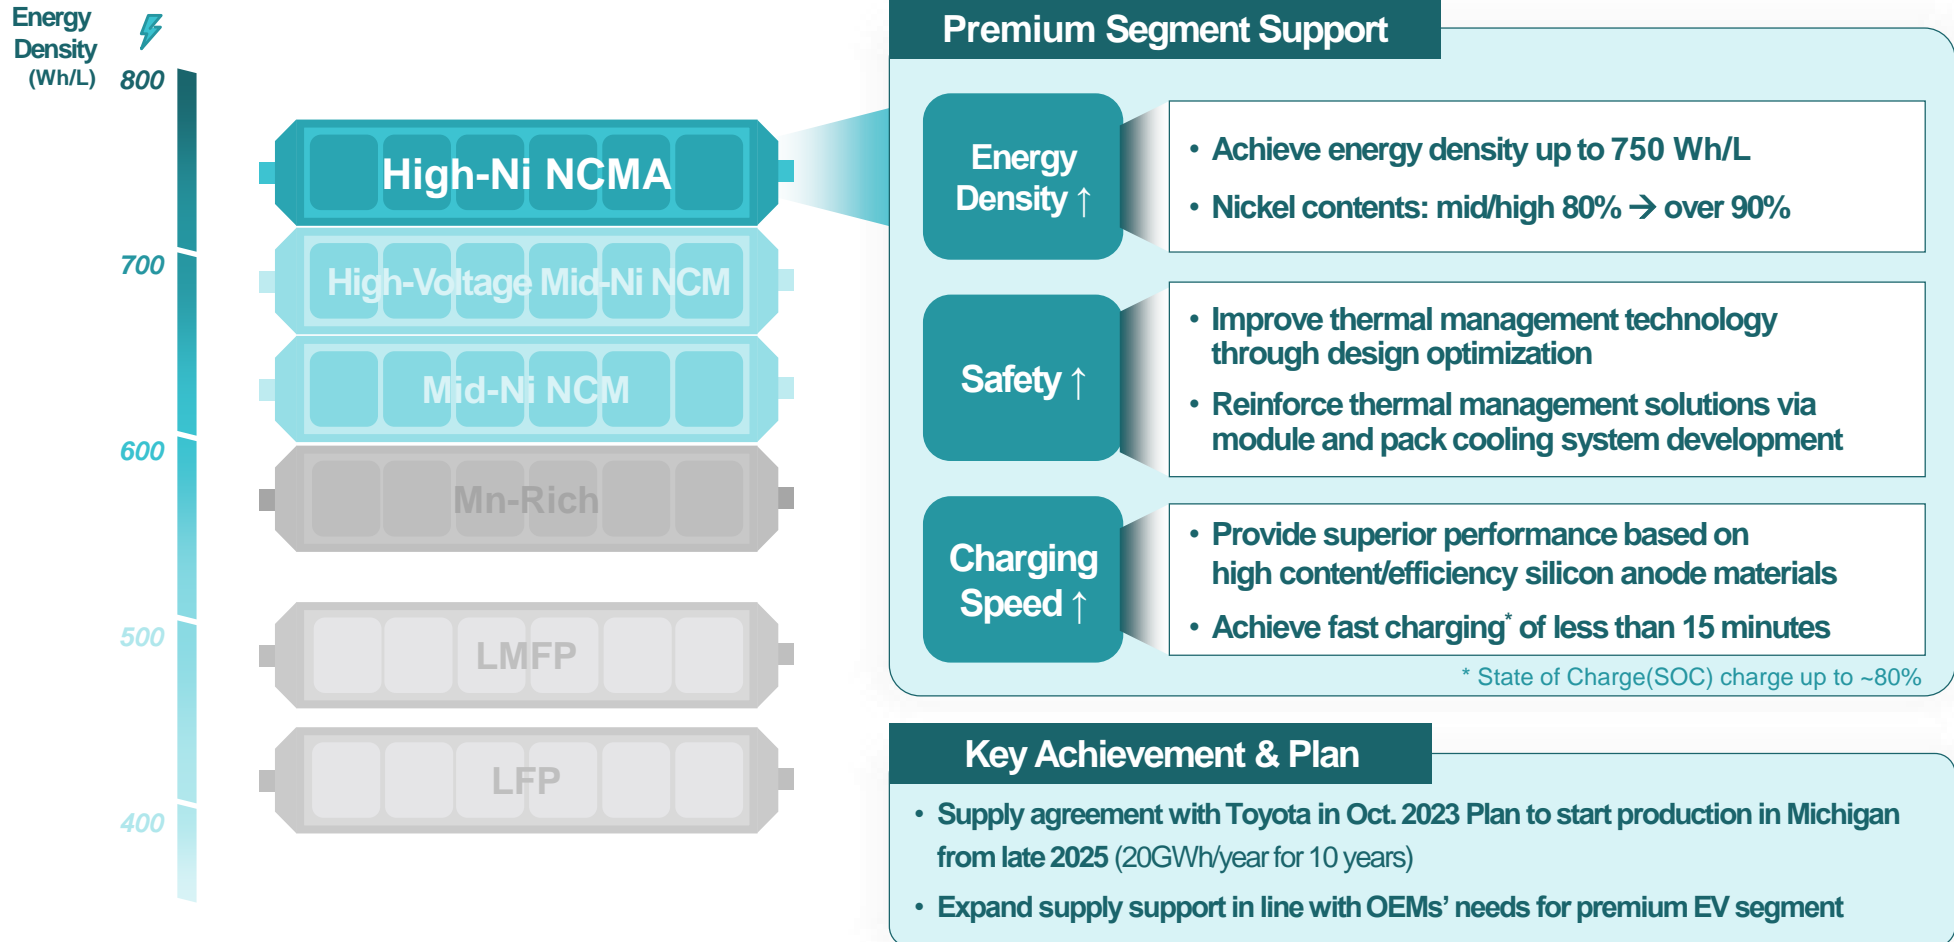 Energy
Density
(Wh/L)
800
700
600
500
400
High-Ni NCMA
High-Voltage Mid-Ni NCM
Mid-Ni NCM
Mn-Rich
LMFP
LFP
Premium Segment Support
Energy
Density ↑
• Achieve energy density up to 750 Wh/L
• Nickel contents: mid/high 80% → over 90%
Safety ↑
• Improve thermal management technology
through design optimization
• Reinforce thermal management solutions via
module and pack cooling system development
Charging
Speed ↑
• Provide superior performance based on
high content/efficiency silicon anode materials
• Achieve fast charging* of less than 15 minutes
* State of Charge(SOC) charge up to ~80%
Key Achievement & Plan
• Supply agreement with Toyota in Oct. 2023 Plan to start production in Michigan
from late 2025 (20GWh/year for 10 years)
• Expand supply support in line with OEMs’ needs for premium EV segment